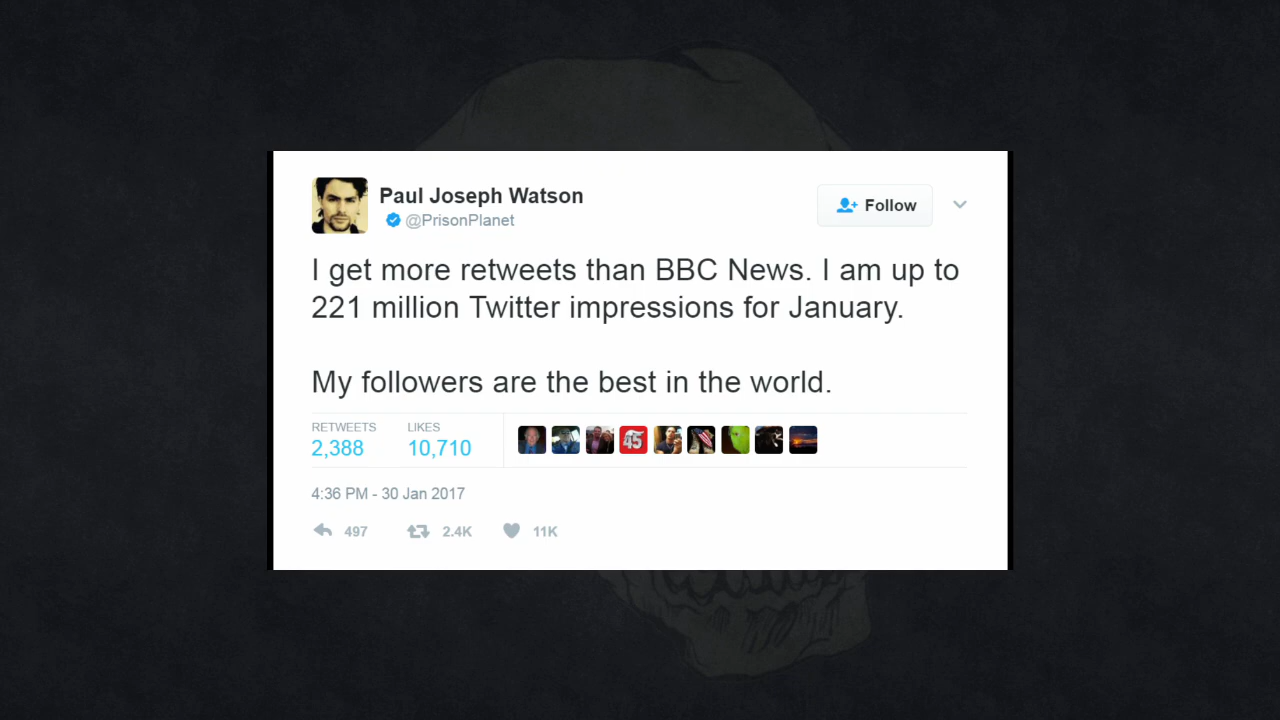 Paul Joseph Watson
@PrisonPlanet
Follow
I get more retweets than BBC News. I am up to
221 million Twitter impressions for January.
My followers are the best in the world.
RETWEETS LIKES
2,388 10,710
45
4:36 PM - 30 Jan 2017
497 2.4K 11K